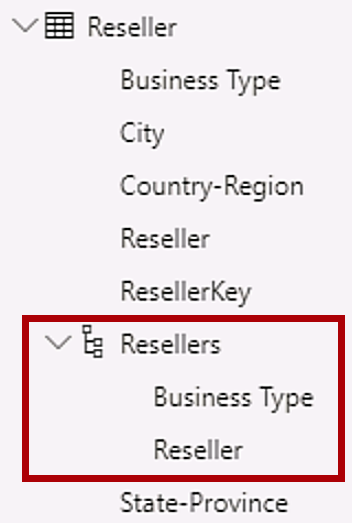 Reseller
Business Type
City
Country-Region
Reseller
ResellerKey
Resellers
Business Type
Reseller
State-Province